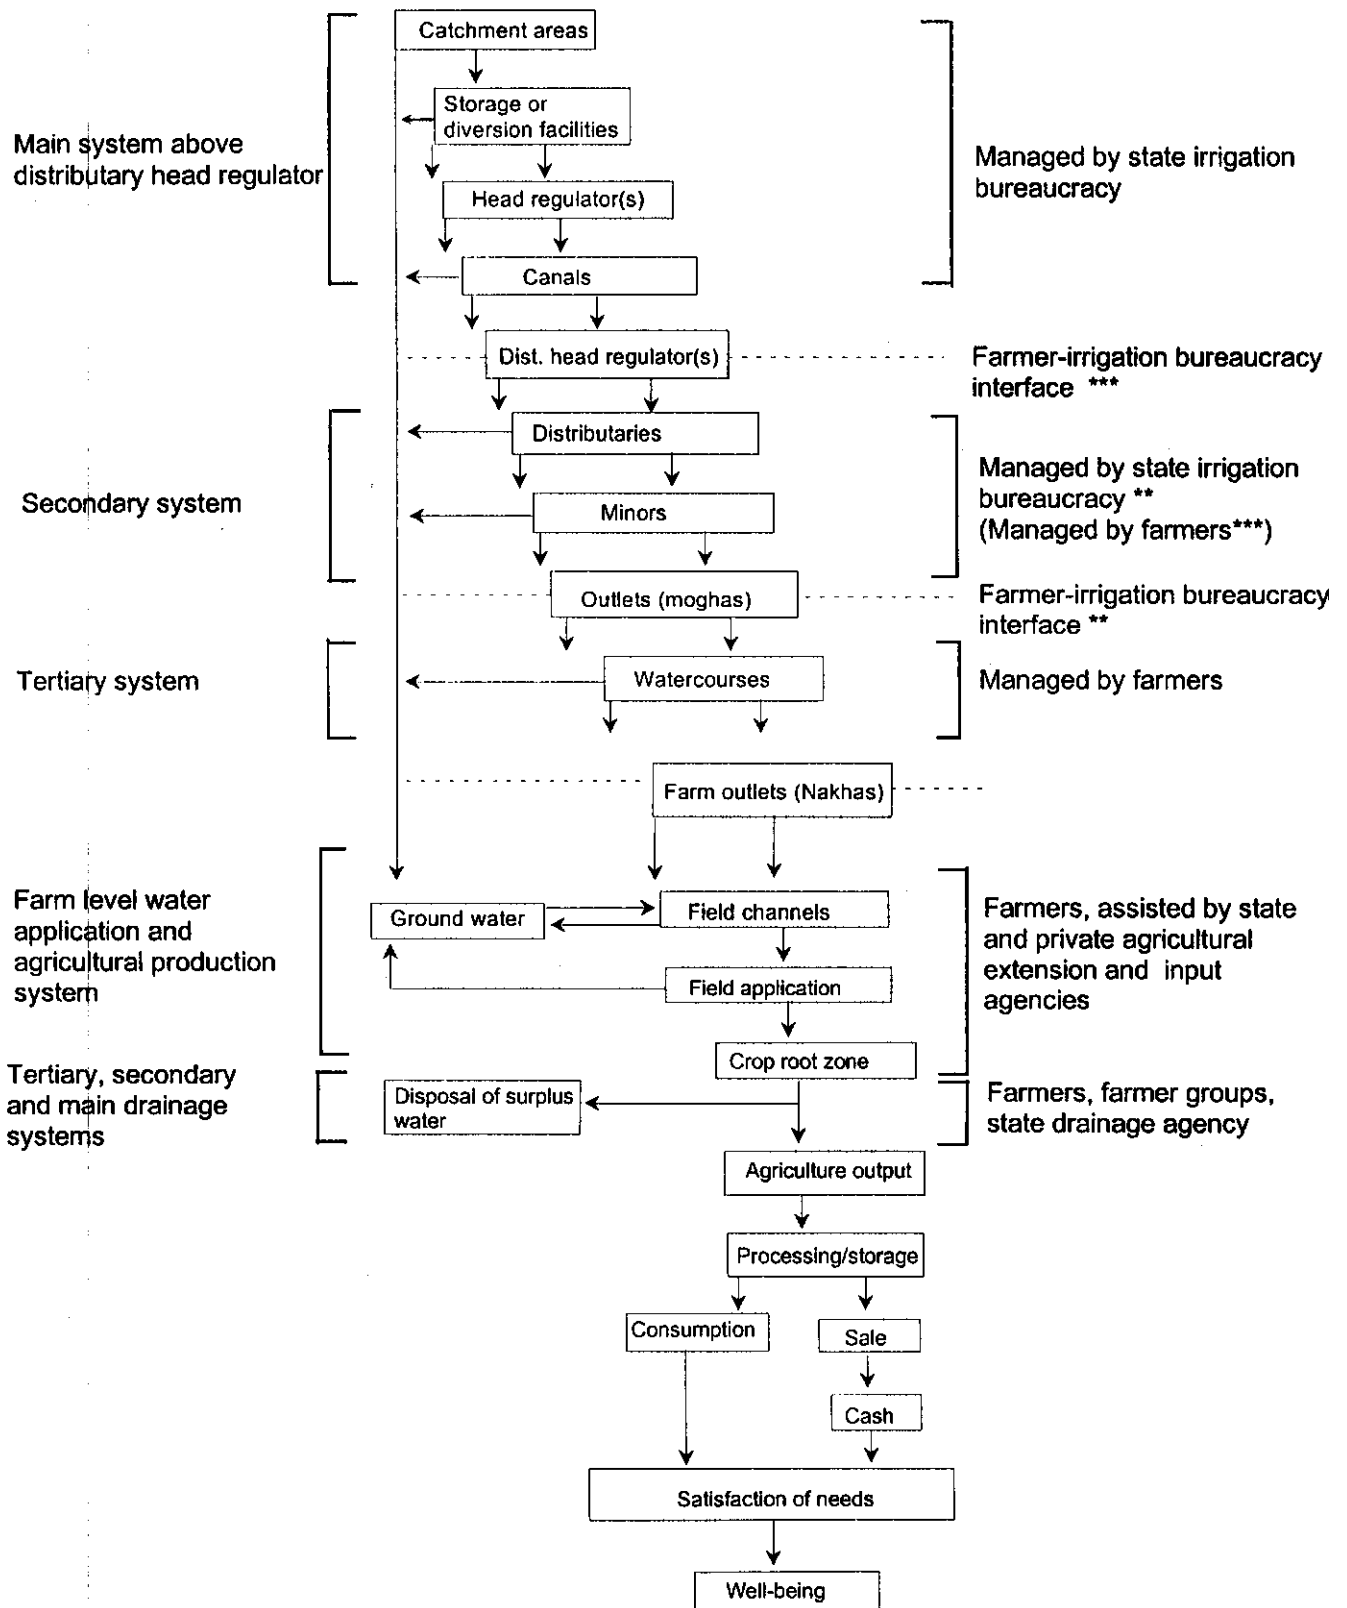 Catchment areas
Storage or
diversion facilities
Main system above
distributary head regulator
Managed by state irrigation
bureaucracy
Head regulator(s)
Canals
Dist. head regulator(s)
Farmer-irrigation bureaucracy
interface ***
Distributaries
Secondary system
Managed by state irrigation
bureaucracy **
(Managed by farmers***)
Minors
Outlets (moghas)
Farmer-irrigation bureaucracy
interface **
Tertiary system
Watercourses
Managed by farmers
Farm outlets (Nakhas)
Farm level water
application and
agricultural production
system
Ground water
Field channels
Farmers, assisted by state
and private agricultural
extension and input
agencies
Field application
Crop root zone
Tertiary, secondary
and main drainage
systems
Disposal of surplus
water
Farmers, farmer groups,
state drainage agency
Agriculture output
Processing/storage
Consumption
Sale
Cash
Satisfaction of needs
Well-being